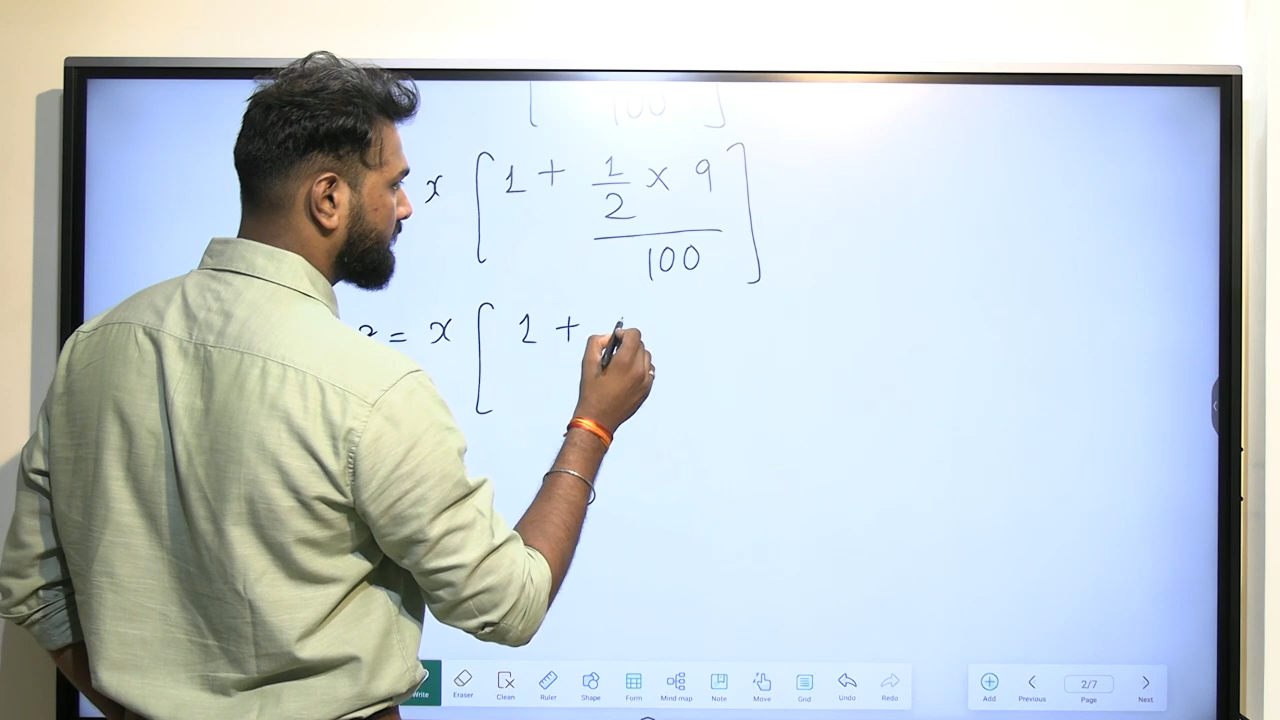 [ 100 ]
x [ 1 + 1/2 x 9 / 100 ]
= x [ 1 +
Write Eraser Clean Ruler Shape Form Mind map Note Move Grid Undo Redo Add Previous 2/7 Page Next